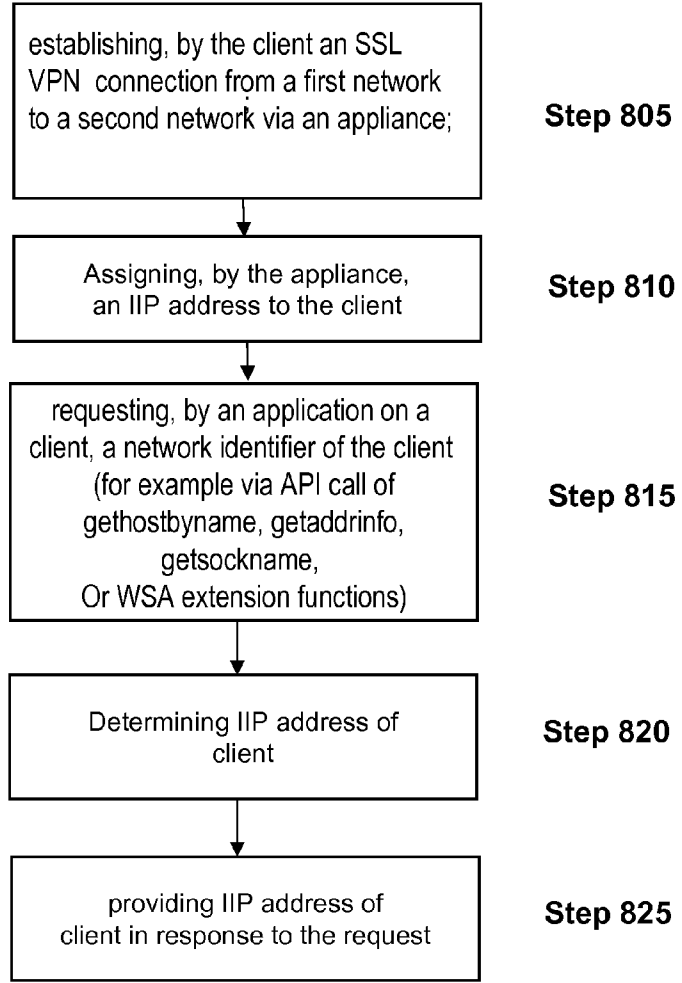 establishing, by the client an SSL
VPN connection from a first network
to a second network via an appliance;
Step 805
Assigning, by the appliance,
an IIP address to the client
Step 810
requesting, by an application on a
client, a network identifier of the client
(for example via API call of
gethostbyname, getaddrinfo,
getsockname,
Or WSA extension functions)
Step 815
Determining IIP address of
client
Step 820
providing IIP address of
client in response to the request
Step 825